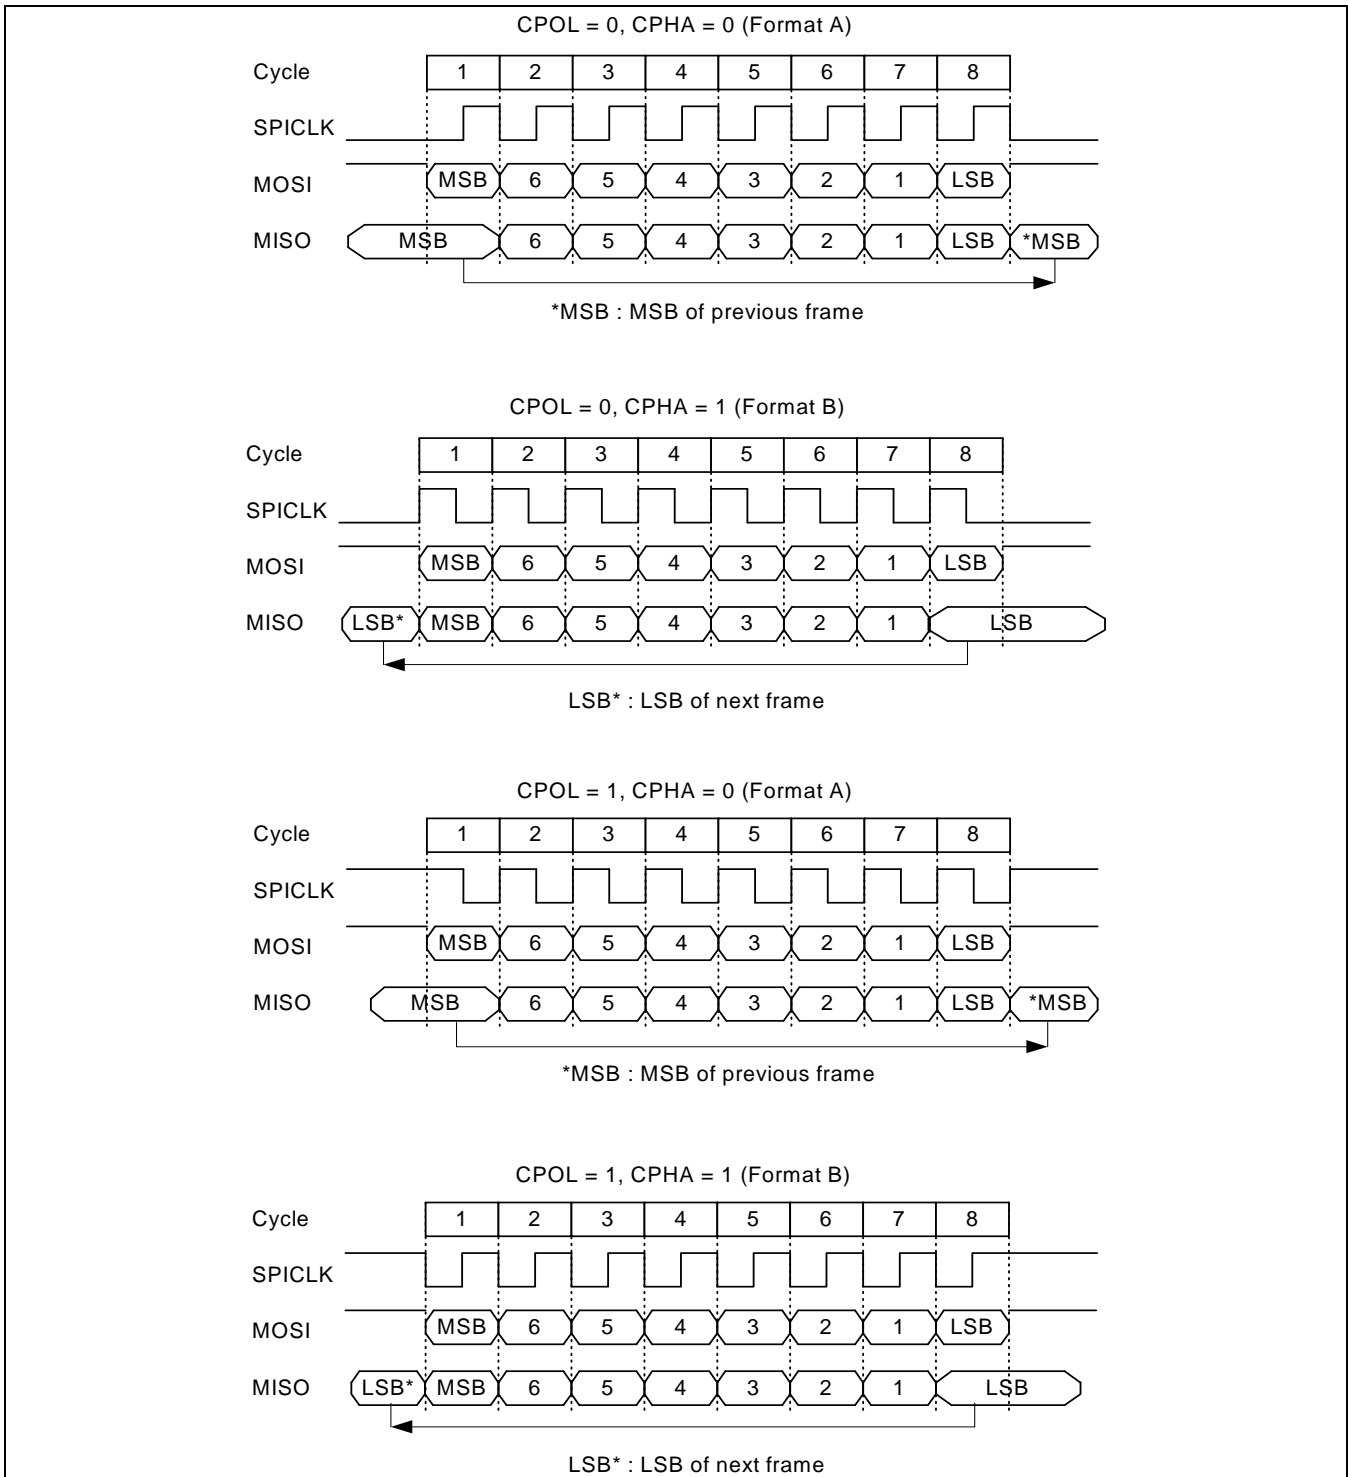 CPOL = 0, CPHA = 0 (Format A)
Cycle 1 2 3 4 5 6 7 8
SPICLK
MOSI MSB 6 5 4 3 2 1 LSB
MISO MSB 6 5 4 3 2 1 LSB *MSB
*MSB : MSB of previous frame
CPOL = 0, CPHA = 1 (Format B)
Cycle 1 2 3 4 5 6 7 8
SPICLK
MOSI MSB 6 5 4 3 2 1 LSB
MISO LSB* MSB 6 5 4 3 2 1 LSB
LSB* : LSB of next frame
CPOL = 1, CPHA = 0 (Format A)
Cycle 1 2 3 4 5 6 7 8
SPICLK
MOSI MSB 6 5 4 3 2 1 LSB
MISO MSB 6 5 4 3 2 1 LSB *MSB
*MSB : MSB of previous frame
CPOL = 1, CPHA = 1 (Format B)
Cycle 1 2 3 4 5 6 7 8
SPICLK
MOSI MSB 6 5 4 3 2 1 LSB
MISO LSB* MSB 6 5 4 3 2 1 LSB
LSB* : LSB of next frame